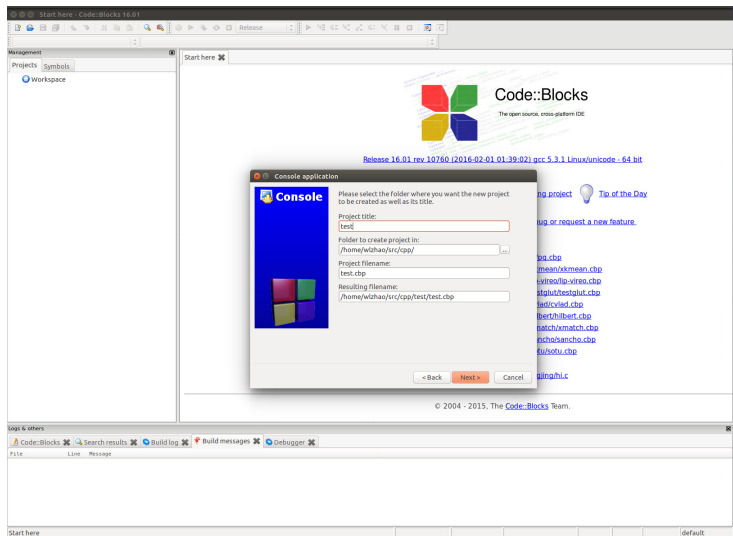 Start here - Code::Blocks 16.01
Release
Management
Projects Symbols
Workspace
Start here
Code::Blocks
The open source, cross-platform IDE
Release 16.01 rev 10760 (2016-02-01 01:39:02) gcc 5.3.1 Linux/unicode - 64 bit
ng project Tip of the Day
ug or request a new feature
/pq.cbp
mean/xkmean.cbp
-vireo/lip-vireo.cbp
stglut/testglut.cbp
lad/cvlad.cbp
lbert/hilbert.cbp
match/xmatch.cbp
ncho/sancho.cbp
tu/sotu.cbp
gjing/hi.c
© 2004 - 2015, The Code::Blocks Team.
Console application
Console
Please select the folder where you want the new project
to be created as well as its title.
Project title:
test
Folder to create project in:
/home/wlzhao/src/cpp/
...
Project filename:
test.cbp
Resulting filename:
/home/wlzhao/src/cpp/test/test.cbp
< Back Next > Cancel
Logs & others
Code::Blocks Search results Build log Build messages Debugger
File Line Message
Start here default